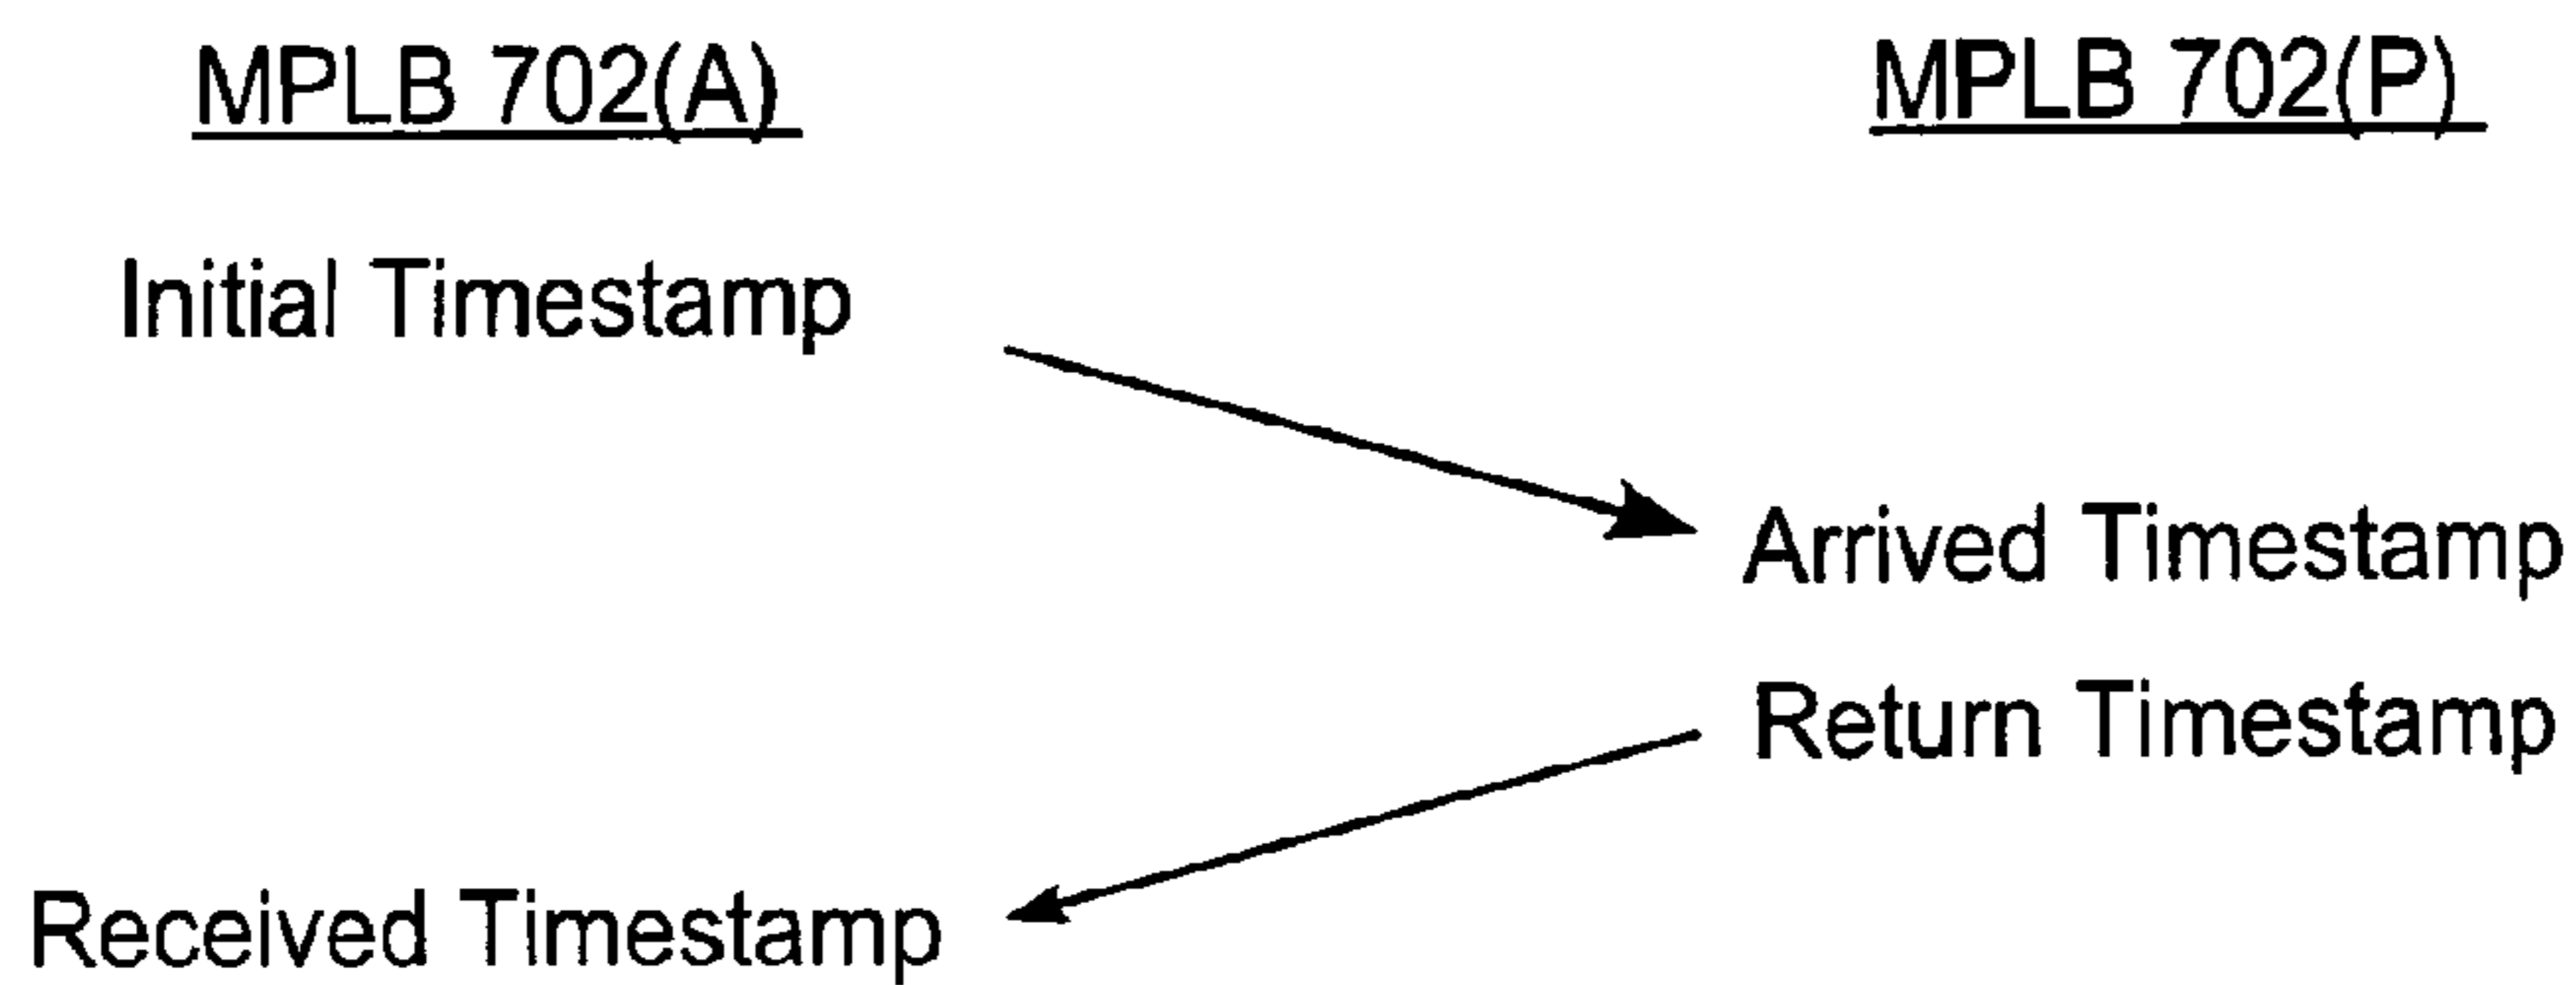 MPLB 702(A)
MPLB 702(P)
Initial Timestamp
Arrived Timestamp
Return Timestamp
Received Timestamp